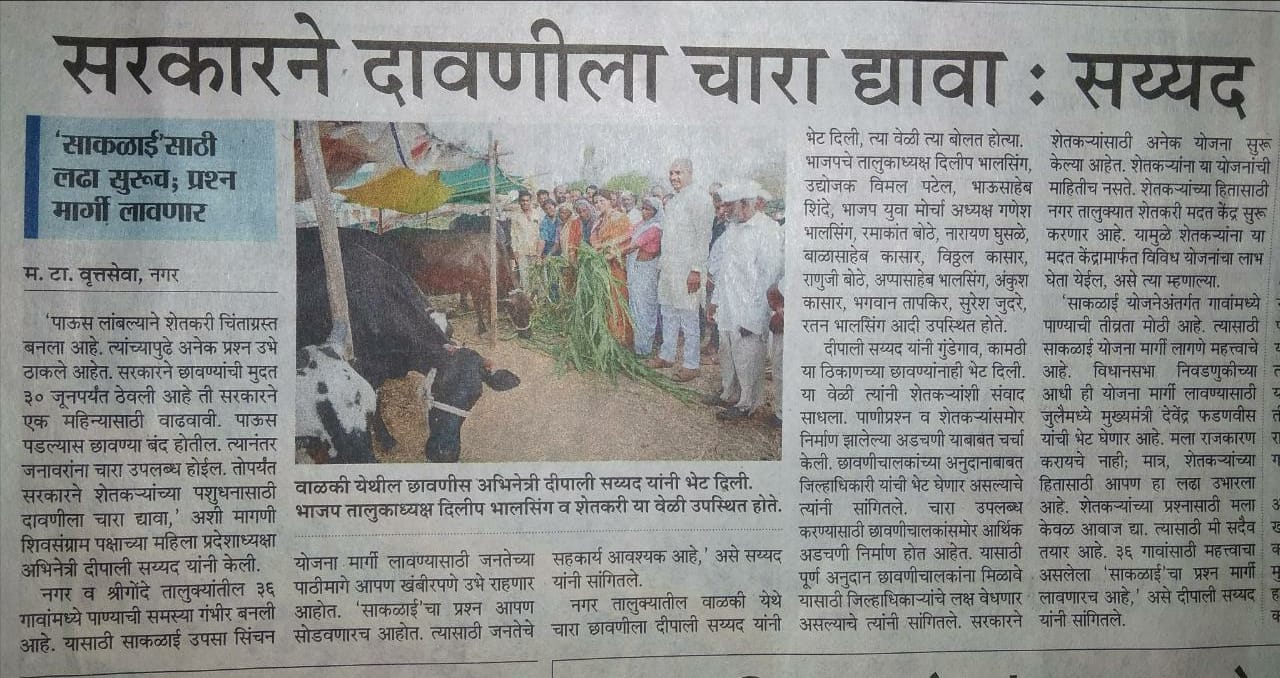 सरकारने दावणीला चारा द्यावा : सय्यद
'साकळाई'साठी
लढा सुरूच; प्रश्न
मार्गी लावणार
म. टा. वृत्तसेवा, नगर
'पाऊस लांबल्याने शेतकरी चिंताग्रस्त
बनला आहे. त्यांच्यापुढे अनेक प्रश्न उभे
ठाकले आहेत. सरकारने छावण्यांची मुदत
३० जूनपर्यंत ठेवली आहे ती सरकारने
एक महिन्यासाठी वाढवावी. पाऊस
पडल्यास छावण्या बंद होतील. त्यानंतर
जनावरांना चारा उपलब्ध होईल. तोपर्यंत
सरकारने शेतकऱ्यांच्या पशुधनासाठी
दावणीला चारा द्यावा,' अशी मागणी
शिवसंग्राम पक्षाच्या महिला प्रदेशाध्यक्षा
अभिनेत्री दीपाली सय्यद यांनी केली.
नगर व श्रीगोंदे तालुक्यांतील ३६
गावांमध्ये पाण्याची समस्या गंभीर बनली
आहे. यासाठी साकळाई उपसा सिंचन
वाळकी येथील छावणीस अभिनेत्री दीपाली सय्यद यांनी भेट दिली.
भाजप तालुकाध्यक्ष दिलीप भालसिंग व शेतकरी या वेळी उपस्थित होते.
योजना मार्गी लावण्यासाठी जनतेच्या
पाठीमागे आपण खंबीरपणे उभे राहणार
आहोत. 'साकळाई'चा प्रश्न आपण
सोडवणारच आहोत. त्यासाठी जनतेचे
सहकार्य आवश्यक आहे,' असे सय्यद
यांनी सांगितले.
नगर तालुक्यातील वाळकी येथे
चारा छावणीला दीपाली सय्यद यांनी
भेट दिली, त्या वेळी त्या बोलत होत्या.
भाजपचे तालुकाध्यक्ष दिलीप भालसिंग,
उद्योजक विमल पटेल, भाऊसाहेब
शिंदे, भाजप युवा मोर्चा अध्यक्ष गणेश
भालसिंग, रमाकांत बोठे, नारायण घुसळे,
बाळासाहेब कासार, विठ्ठल कासार,
राणुजी बोठे, अप्पासाहेब भालसिंग, अंकुश
कासार, भगवान तापकिर, सुरेश जुदरे,
रतन भालसिंग आदी उपस्थित होते.
दीपाली सय्यद यांनी गुंडेगाव, कामठी
या ठिकाणच्या छावण्यांनाही भेट दिली.
या वेळी त्यांनी शेतकऱ्यांशी संवाद
साधला. पाणीप्रश्न व शेतकऱ्यांसमोर
निर्माण झालेल्या अडचणी याबाबत चर्चा
केली. छावणीचालकांच्या अनुदानाबाबत
जिल्हाधिकारी यांची भेट घेणार असल्याचे
त्यांनी सांगितले. चारा उपलब्ध
करण्यासाठी छावणीचालकांसमोर आर्थिक
अडचणी निर्माण होत आहेत. यासाठी
पूर्ण अनुदान छावणीचालकांना मिळावे
यासाठी जिल्हाधिकाऱ्यांचे लक्ष वेधणार
असल्याचे त्यांनी सांगितले. सरकारने
शेतकऱ्यांसाठी अनेक योजना सुरू
केल्या आहेत. शेतकऱ्यांना या योजनांची
माहितीच नसते. शेतकऱ्यांच्या हितासाठी
नगर तालुक्यात शेतकरी मदत केंद्र सुरू
करणार आहे. यामुळे शेतकऱ्यांना या
मदत केंद्रामार्फत विविध योजनांचा लाभ
घेता येईल, असे त्या म्हणाल्या.
'साकळाई योजनेअंतर्गत गावांमध्ये
पाण्याची तीव्रता मोठी आहे. त्यासाठी
साकळाई योजना मार्गी लागणे महत्त्वाचे
आहे. विधानसभा निवडणुकीच्या
आधी ही योजना मार्गी लावण्यासाठी
जुलैमध्ये मुख्यमंत्री देवेंद्र फडणवीस
यांची भेट घेणार आहे. मला राजकारण
करायचे नाही; मात्र, शेतकऱ्यांच्या
हितासाठी आपण हा लढा उभारला
आहे. शेतकऱ्यांच्या प्रश्नासाठी मला
केवळ आवाज द्या. त्यासाठी मी सदैव
तयार आहे. ३६ गावांसाठी महत्त्वाचा
असलेला 'साकळाई'चा प्रश्न मार्गी
लावणारच आहे,' असे दीपाली सय्यद
यांनी सांगितले.